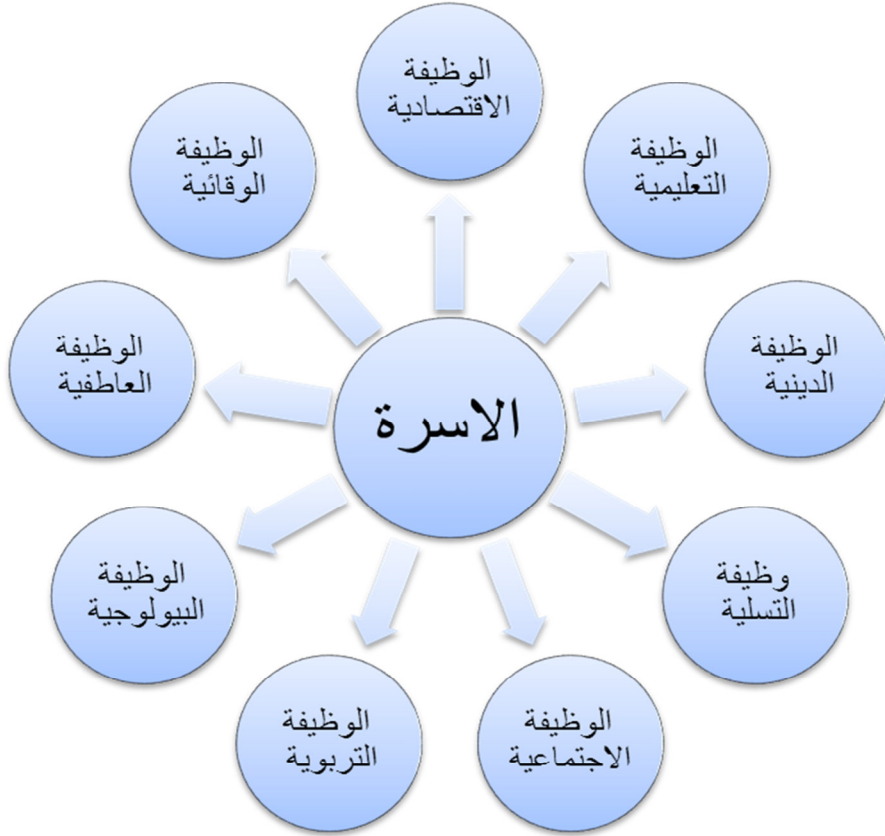 الوظيفة
الاقتصادية
الوظيفة
التعليمية
الوظيفة
الدينية
وظيفة
التسلية
الوظيفة
الاجتماعية
الوظيفة
التربوية
الوظيفة
البيولوجية
الوظيفة
العاطفية
الوظيفة
الوقائية
الاسرة